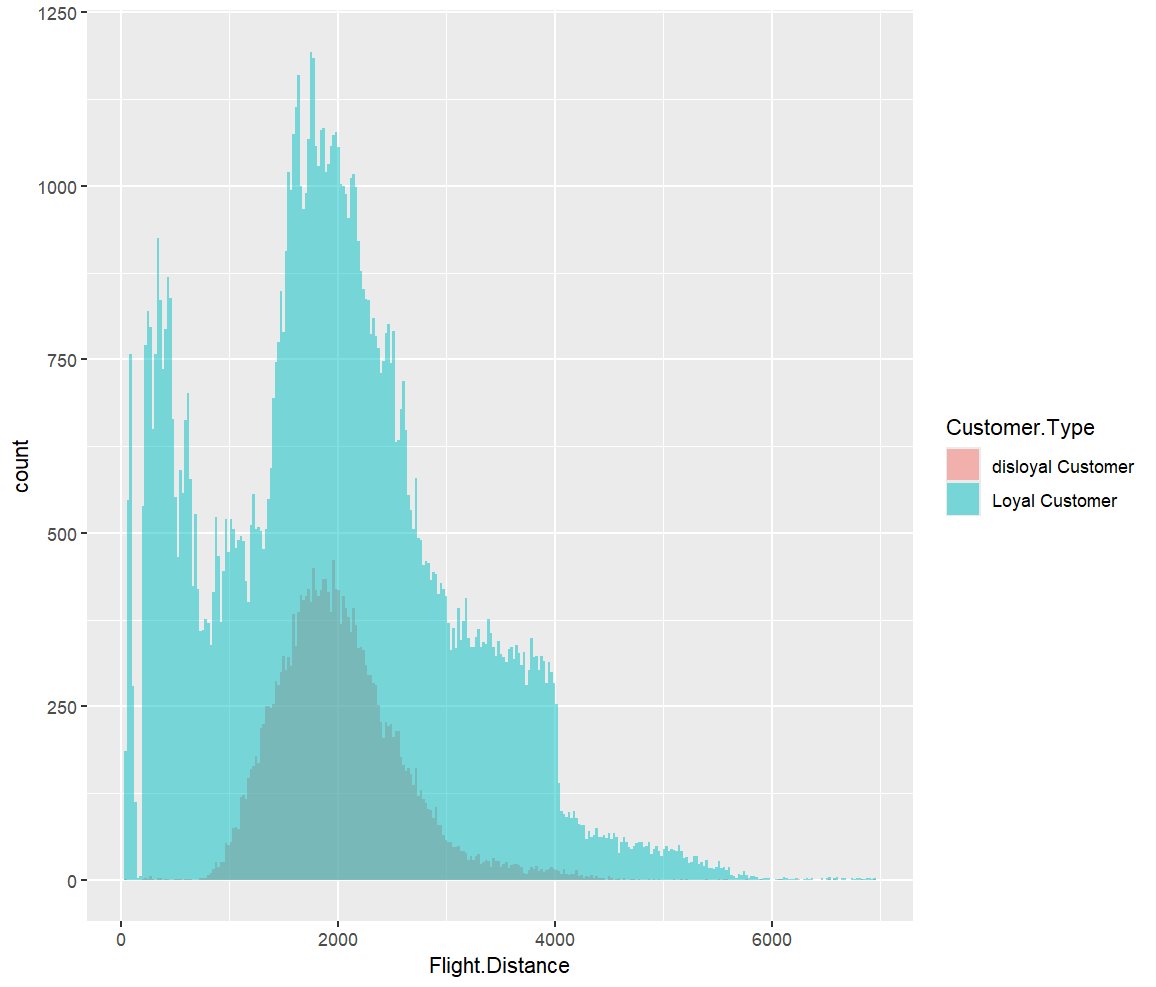 1250
1000
750
500
250
0
count
0 2000 4000 6000
Flight.Distance
Customer.Type
disloyal Customer
Loyal Customer